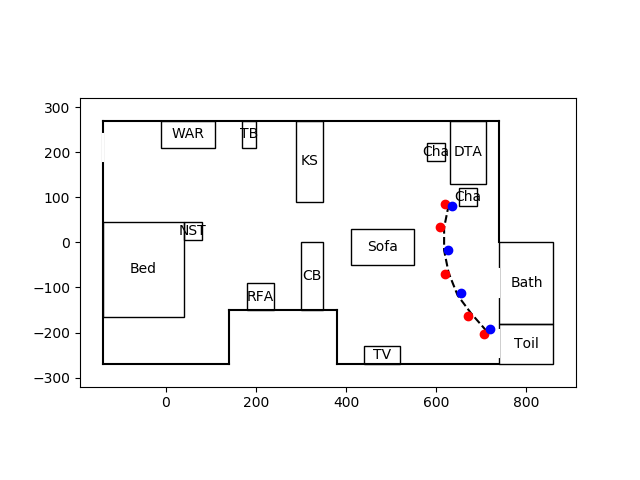 300
200
100
0
−100
−200
−300
WAR
TB
KS
Cha
DTA
Cha
NST
Bed
Sofa
CB
RFA
TV
Bath
Toil
0 200 400 600 800